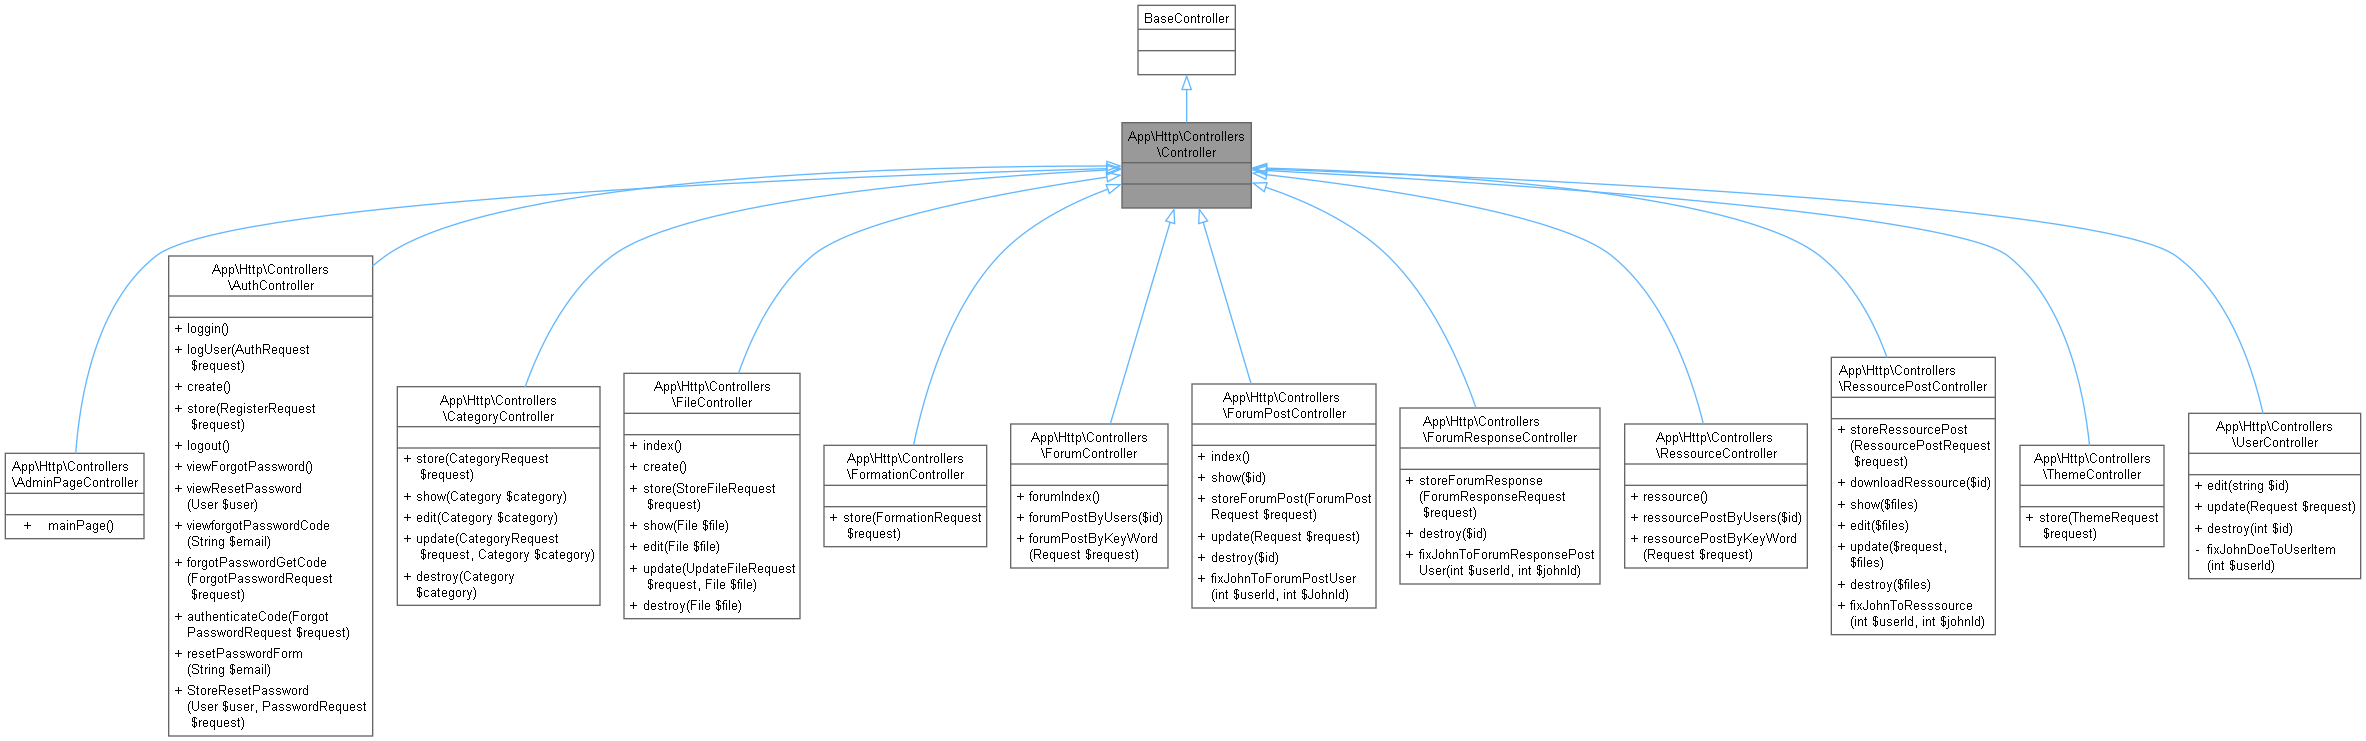 BaseController
App\Http\Controllers
\Controller
App\Http\Controllers
\AdminPageController
+ mainPage()
App\Http\Controllers
\AuthController
+ loggin()
+ logUser(AuthRequest
$request)
+ create()
+ store(RegisterRequest
$request)
+ logout()
+ viewForgotPassword()
+ viewResetPassword
(User $user)
+ viewforgotPasswordCode
(String $email)
+ forgotPasswordGetCode
(ForgotPasswordRequest
$request)
+ authenticateCode(Forgot
PasswordRequest $request)
+ resetPasswordForm
(String $email)
+ StoreResetPassword
(User $user, PasswordRequest
$request)
App\Http\Controllers
\CategoryController
+ store(CategoryRequest
$request)
+ show(Category $category)
+ edit(Category $category)
+ update(CategoryRequest
$request, Category $category)
+ destroy(Category
$category)
App\Http\Controllers
\FileController
+ index()
+ create()
+ store(StoreFileRequest
$request)
+ show(File $file)
+ edit(File $file)
+ update(UpdateFileRequest
$request, File $file)
+ destroy(File $file)
App\Http\Controllers
\FormationController
+ store(FormationRequest
$request)
App\Http\Controllers
\ForumController
+ forumIndex()
+ forumPostByUsers($id)
+ forumPostByKeyWord
(Request $request)
App\Http\Controllers
\ForumPostController
+ index()
+ show($id)
+ storeForumPost(ForumPost
Request $request)
+ update(Request $request)
+ destroy($id)
+ fixJohnToForumPostUser
(int $userId, int $JohnId)
App\Http\Controllers
\ForumResponseController
+ storeForumResponse
(ForumResponseRequest
$request)
+ destroy($id)
+ fixJohnToForumResponsePost
User(int $userId, int $johnId)
App\Http\Controllers
\RessourceController
+ ressource()
+ ressourcePostByUsers($id)
+ ressourcePostByKeyWord
(Request $request)
App\Http\Controllers
\RessourcePostController
+ storeRessourcePost
(RessourcePostRequest
$request)
+ downloadRessource($id)
+ show($files)
+ edit($files)
+ update($request,
$files)
+ destroy($files)
+ fixJohnToResssource
(int $userId, int $johnId)
App\Http\Controllers
\ThemeController
+ store(ThemeRequest
$request)
App\Http\Controllers
\UserController
+ edit(string $id)
+ update(Request $request)
+ destroy(int $id)
- fixJohnDoeToUserItem
(int $userId)